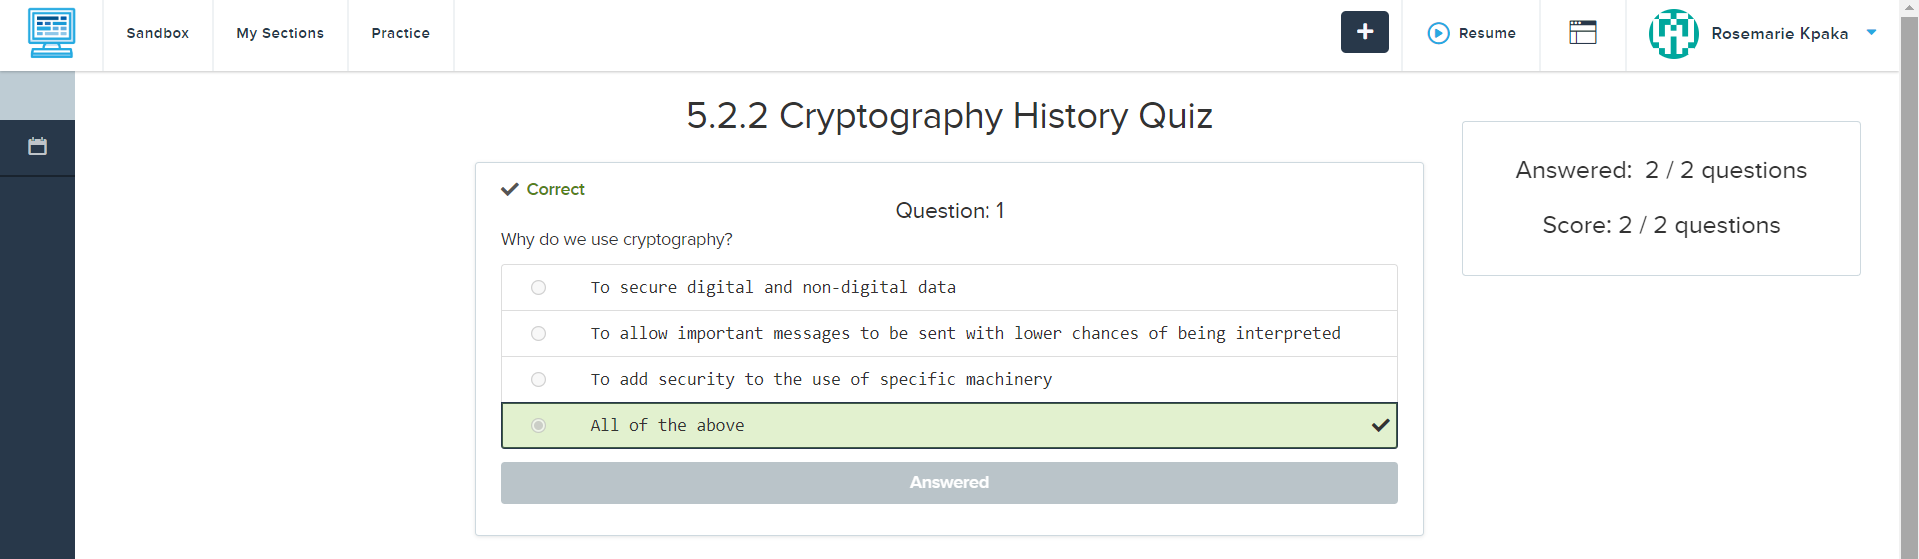 Sandbox
My Sections
Practice
Resume
Rosemarie Kpaka
5.2.2 Cryptography History Quiz
Answered: 2 / 2 questions
Score: 2 / 2 questions
Correct
Question: 1
Why do we use cryptography?
To secure digital and non-digital data
To allow important messages to be sent with lower chances of being interpreted
To add security to the use of specific machinery
All of the above
Answered